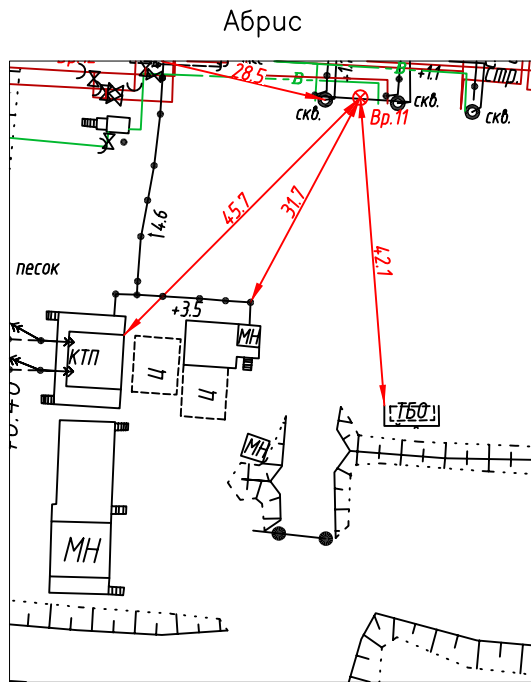 Абрис
28.5
В
В
+1.1
Стр.
скв.
скв.
скв.
Вр.11
45.7
31.7
42.1
14.6
песок
+3.5
КТП
МН
Ц
Ц
ТБО
МН
МН